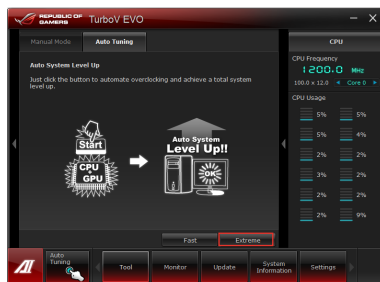 REPUBLIC OF
GAMERS
TurboV EVO
Manual Mode
Auto Tuning
CPU
Auto System Level Up
Just click the button to automate overclocking and achieve a total system
level up.
CPU Frequency
1200.0 MHz
100.0 x 12.0
Core 0
CPU Usage
5% 5%
5% 4%
2% 2%
3% 2%
2% 2%
2% 9%
Start
CPU
+
GPU
Auto System
Level Up!!
OK
Fast
Extreme
Auto
Tuning
Tool
Monitor
Update
System
Information
Settings